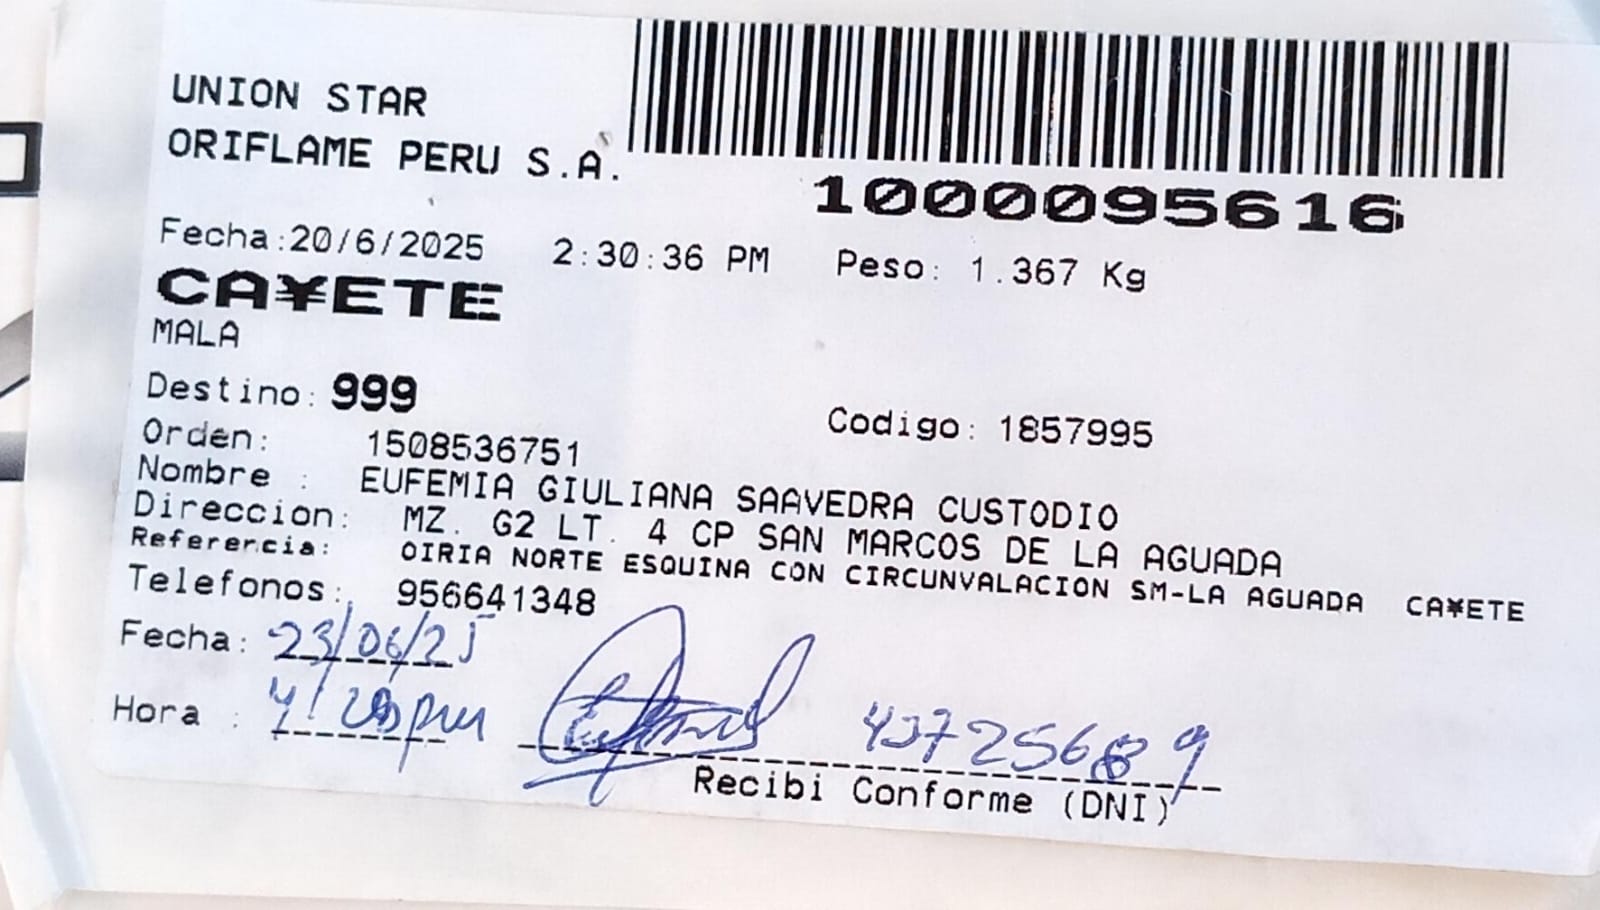 UNION STAR
ORIFLAME PERU S.A.
1000095616
Fecha:20/6/2025 2:30:36 PM Peso: 1.367 Kg
CA¥ETE
MALA
Destino: 999
Codigo: 1857995
Orden: 1508536751
Nombre : EUFEMIA GIULIANA SAAVEDRA CUSTODIO
Direccion: MZ. G2 LT. 4 CP SAN MARCOS DE LA AGUADA
Referencia: OIRIA NORTE ESQUINA CON CIRCUNVALACION SM-LA AGUADA CA¥ETE
Telefonos: 956641348
Fecha: 23/06/25
Hora : pm
Recibi Conforme (DNI)